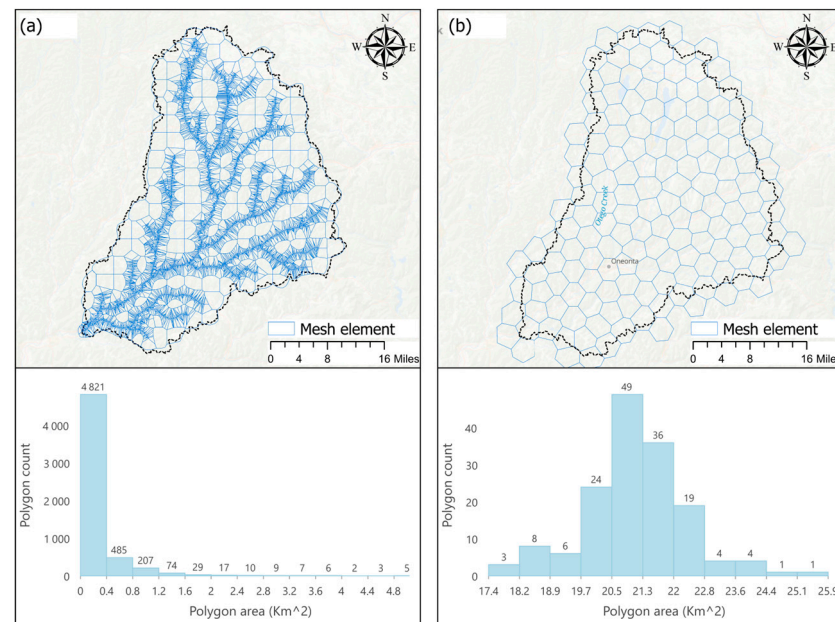 (a)
N
W E
S
Mesh element
0 4 8 16 Miles
4 821
485 207 74 29 17 10 9 7 6 2 3 5
4 000
3 000
2 000
1 000
0
Polygon count
0 0.4 0.8 1.2 1.6 2 2.4 2.8 3.2 3.6 4 4.4 4.8
Polygon area (Km^2)
(b)
N
W E
S
Creek
Oneonta
Mesh element
0 4 8 16 Miles
49
36
24
19
8
6
3
4 4
1 1
40
30
20
10
0
Polygon count
17.4 18.2 18.9 19.7 20.5 21.3 22 22.8 23.6 24.4 25.1 25.9
Polygon area (Km^2)